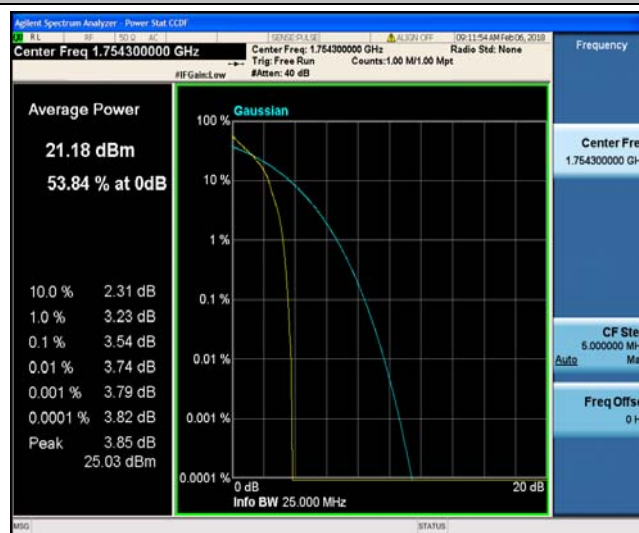 Agilent Spectrum Analyzer - Power Stat CCDF
RL RF 50 Ω AC SENSE:PULSE ALIGN OFF 09:11:54 AM Feb 06, 2018
Center Freq 1.754300000 GHz
Center Freq: 1.754300000 GHz Radio Std: None
Trig: Free Run Counts:1.00 M/1.00 Mpt
#IFGain:Low #Atten: 40 dB
Frequency
Average Power
21.18 dBm
53.84 % at 0dB
10.0 % 2.31 dB
1.0 % 3.23 dB
0.1 % 3.54 dB
0.01 % 3.74 dB
0.001 % 3.79 dB
0.0001 % 3.82 dB
Peak 3.85 dB
25.03 dBm
Gaussian
100 %
10 %
1 %
0.1 %
0.01 %
0.001 %
0.0001 %
0 dB 20 dB
Info BW 25.000 MHz
Center Fre
1.754300000 GH
CF Ste
5.000000 MH
Auto Ma
Freq Offse
0 H
MSG STATUS